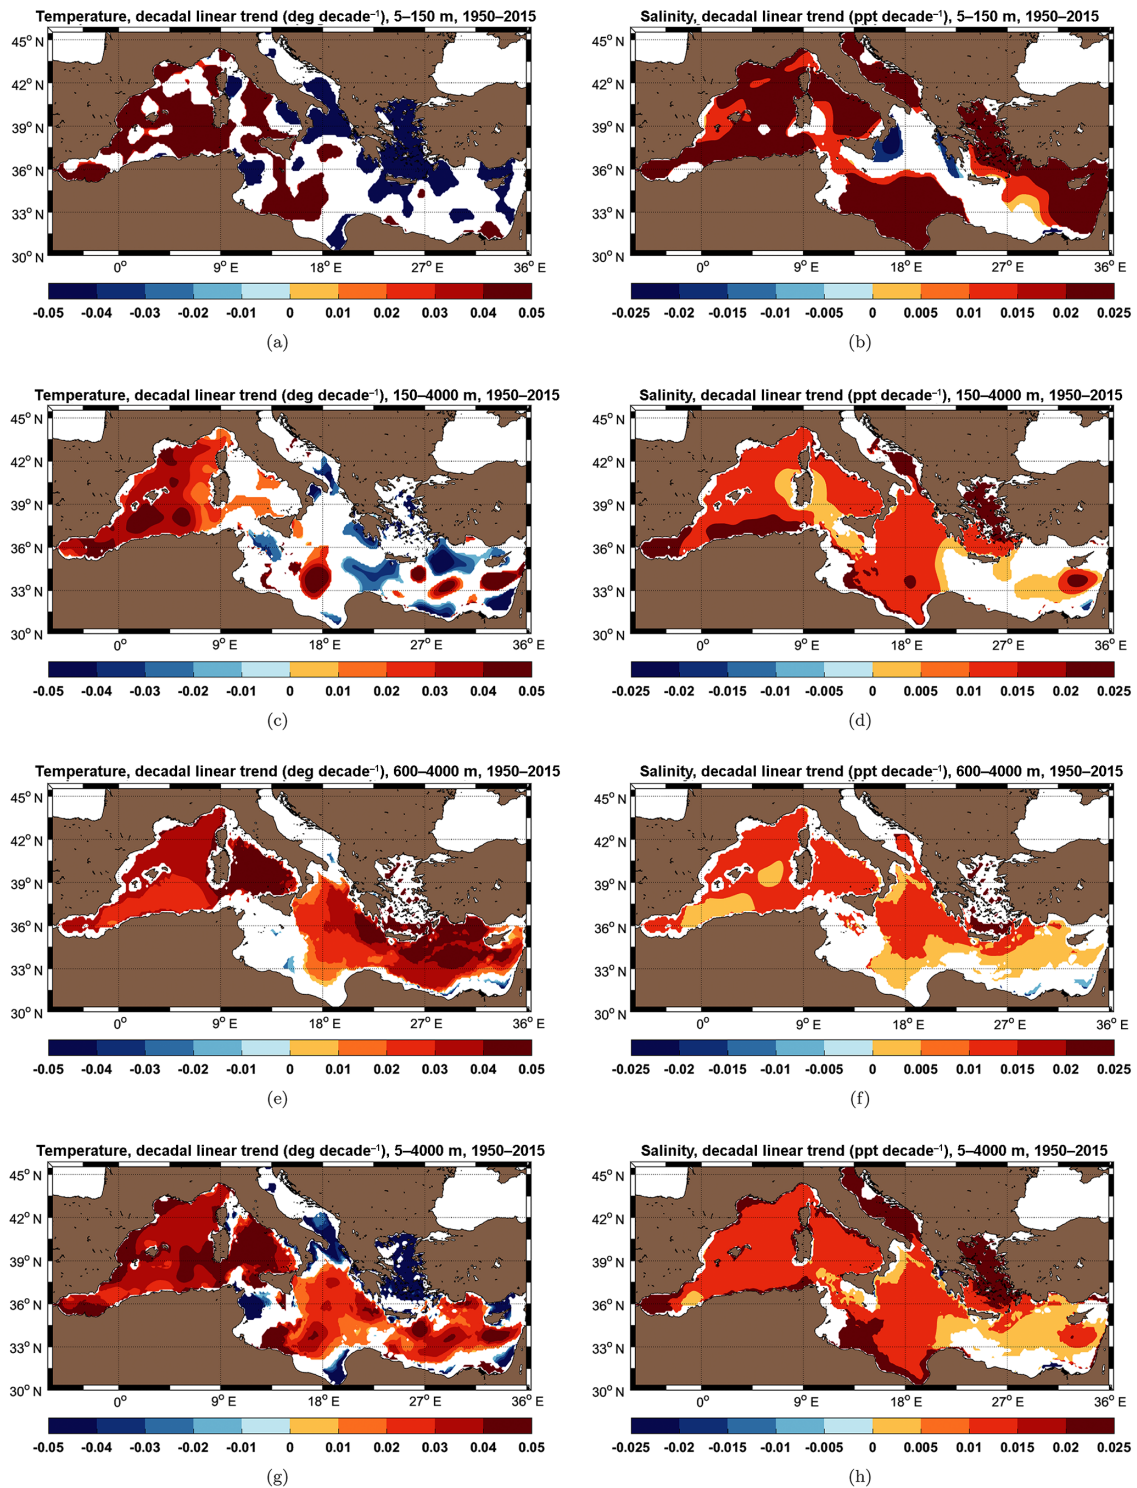 Temperature, decadal linear trend (deg decade⁻¹), 5–150 m, 1950–2015
45° N
42° N
39° N
36° N
33° N
30° N
0° 9° E 18° E 27° E 36° E
-0.05 -0.04 -0.03 -0.02 -0.01 0 0.01 0.02 0.03 0.04 0.05
(a)
Salinity, decadal linear trend (ppt decade⁻¹), 5–150 m, 1950–2015
45° N
42° N
39° N
36° N
33° N
30° N
0° 9° E 18° E 27° E 36° E
-0.025 -0.02 -0.015 -0.01 -0.005 0 0.005 0.01 0.015 0.02 0.025
(b)
Temperature, decadal linear trend (deg decade⁻¹), 150–4000 m, 1950–2015
45° N
42° N
39° N
36° N
33° N
30° N
0° 9° E 18° E 27° E 36° E
-0.05 -0.04 -0.03 -0.02 -0.01 0 0.01 0.02 0.03 0.04 0.05
(c)
Salinity, decadal linear trend (ppt decade⁻¹), 150–4000 m, 1950–2015
45° N
42° N
39° N
36° N
33° N
30° N
0° 9° E 18° E 27° E 36° E
-0.025 -0.02 -0.015 -0.01 -0.005 0 0.005 0.01 0.015 0.02 0.025
(d)
Temperature, decadal linear trend (deg decade⁻¹), 600–4000 m, 1950–2015
45° N
42° N
39° N
36° N
33° N
30° N
0° 9° E 18° E 27° E 36° E
-0.05 -0.04 -0.03 -0.02 -0.01 0 0.01 0.02 0.03 0.04 0.05
(e)
Salinity, decadal linear trend (ppt decade⁻¹), 600–4000 m, 1950–2015
45° N
42° N
39° N
36° N
33° N
30° N
0° 9° E 18° E 27° E 36° E
-0.025 -0.02 -0.015 -0.01 -0.005 0 0.005 0.01 0.015 0.02 0.025
(f)
Temperature, decadal linear trend (deg decade⁻¹), 5–4000 m, 1950–2015
45° N
42° N
39° N
36° N
33° N
30° N
0° 9° E 18° E 27° E 36° E
-0.05 -0.04 -0.03 -0.02 -0.01 0 0.01 0.02 0.03 0.04 0.05
(g)
Salinity, decadal linear trend (ppt decade⁻¹), 5–4000 m, 1950–2015
45° N
42° N
39° N
36° N
33° N
30° N
0° 9° E 18° E 27° E 36° E
-0.025 -0.02 -0.015 -0.01 -0.005 0 0.005 0.01 0.015 0.02 0.025
(h)